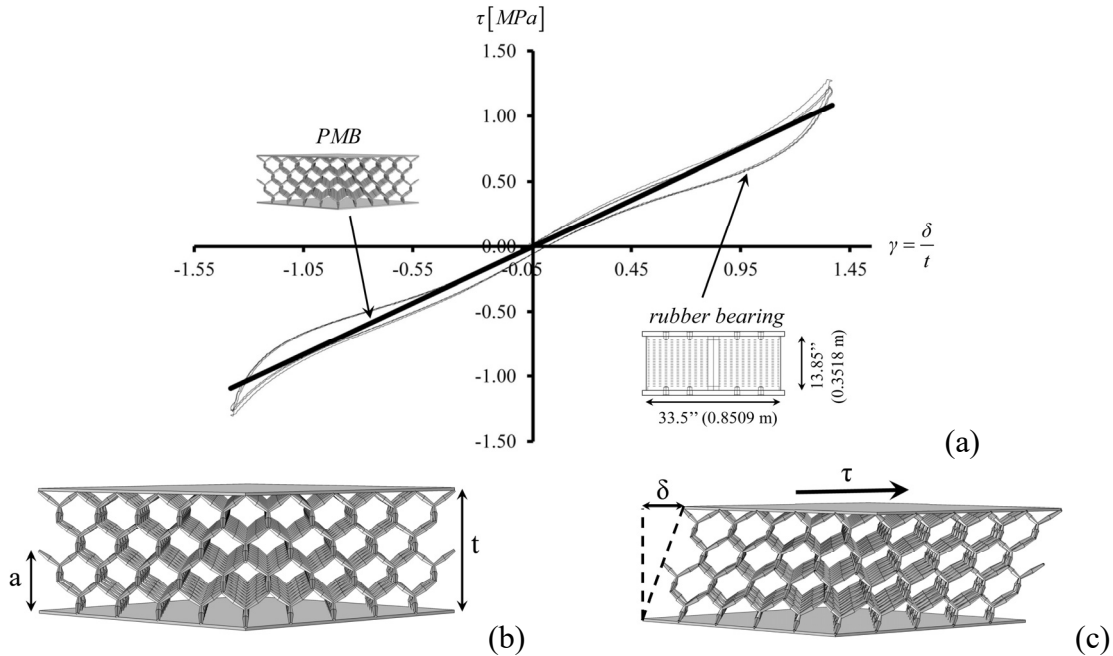 τ [MPa]
1.50
1.00
PMB
0.50
0.00
-1.55 -1.05 -0.55 -0.05 0.45 0.95 1.45
γ = δ/t
-0.50
rubber bearing
-1.00
13.85’’
(0.3518 m)
33.5’’ (0.8509 m)
-1.50
(a)
δ
τ
a
t
(b)
(c)